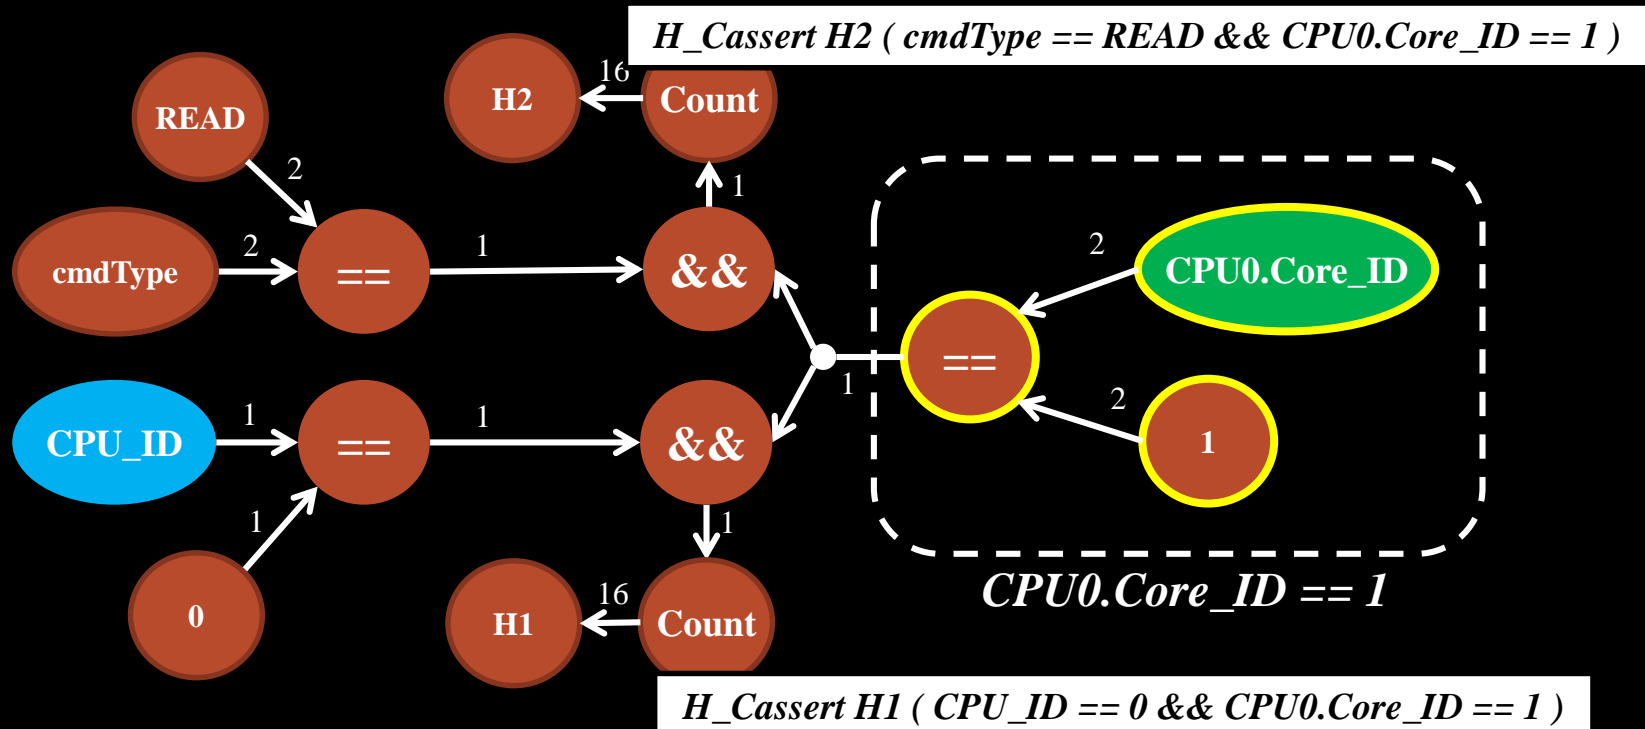 H_Cassert H2 ( cmdType == READ && CPU0.Core_ID == 1 )
READ
2
H2
16
Count
1
cmdType
2
==
1
&&
2
CPU0.Core_ID
==
1
2
1
CPU_ID
1
==
1
&&
1
0
1
H1
16
Count
CPU0.Core_ID == 1
H_Cassert H1 ( CPU_ID == 0 && CPU0.Core_ID == 1 )